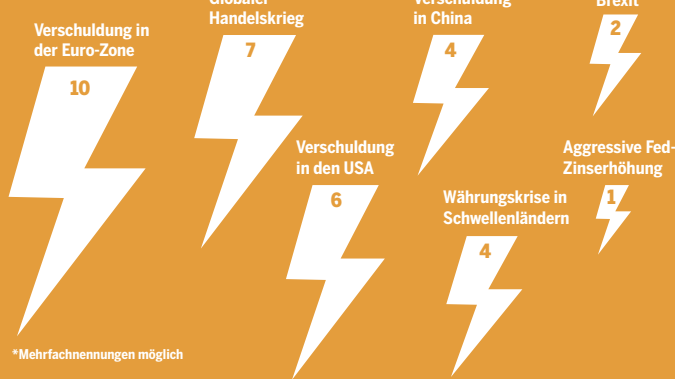 Verschuldung in
der Euro-Zone
10
Globaler
Handelskrieg
7
Verschuldung
in China
4
Brexit
2
Verschuldung
in den USA
6
Währungskrise in
Schwellenländern
4
Aggressive Fed-
Zinserhöhung
1
*Mehrfachnennungen möglich